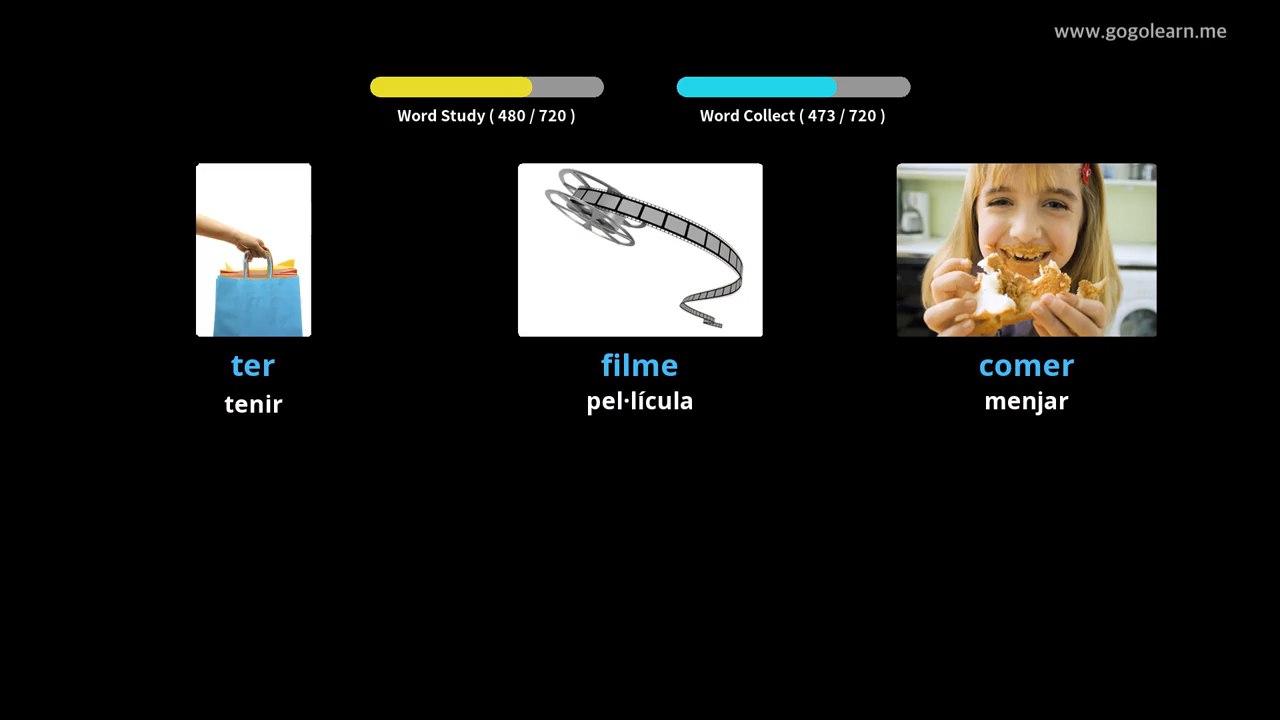 www.gogolearn.me
Word Study ( 480 / 720 )
Word Collect ( 473 / 720 )
ter
tenir
filme
pel·lícula
comer
menjar